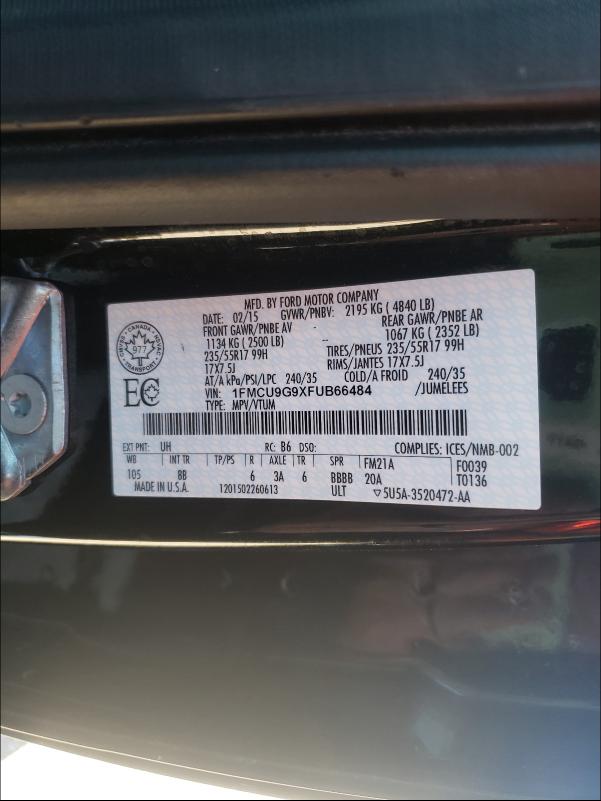 MFD. BY FORD MOTOR COMPANY
DATE: 02/15 GVWR/PNBV: 2195 KG ( 4840 LB)
FRONT GAWR/PNBE AV REAR GAWR/PNBE AR
1134 KG ( 2500 LB) 1067 KG ( 2352 LB)
235/55R17 99H TIRES/PNEUS 235/55R17 99H
17X7.5J RIMS/JANTES 17X7.5J
AT/A kPa/PSI/LPC 240/35 COLD/A FROID 240/35
VIN: 1FMCU9G9XFUB66484 /JUMELEES
TYPE: MPV/VTUM
CANADA
977
TRANSPORT
EC
EXT PNT: UH RC: B6 DSO: COMPLIES: ICES/NMB-002
WB INT TR TP/PS R AXLE TR SPR FM21A F0039
105 8B 6 3A 6 BBBB 20A T0136
MADE IN U.S.A. 1201502260613 ULT ▽5U5A-3520472-AA